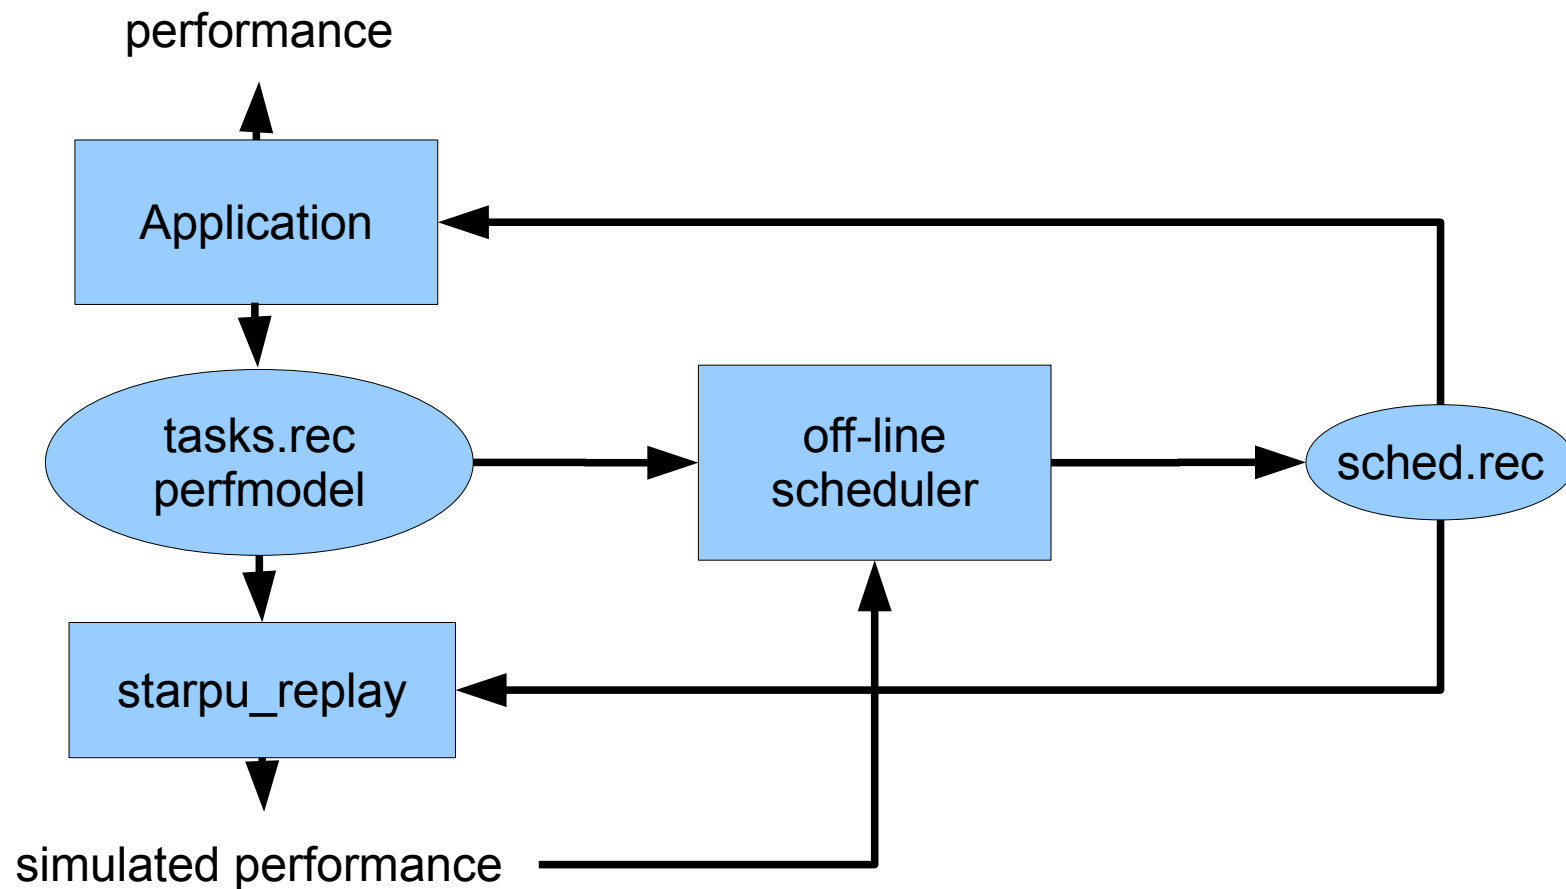 performance
Application
tasks.rec
perfmodel
off-line
scheduler
sched.rec
starpu_replay
simulated performance